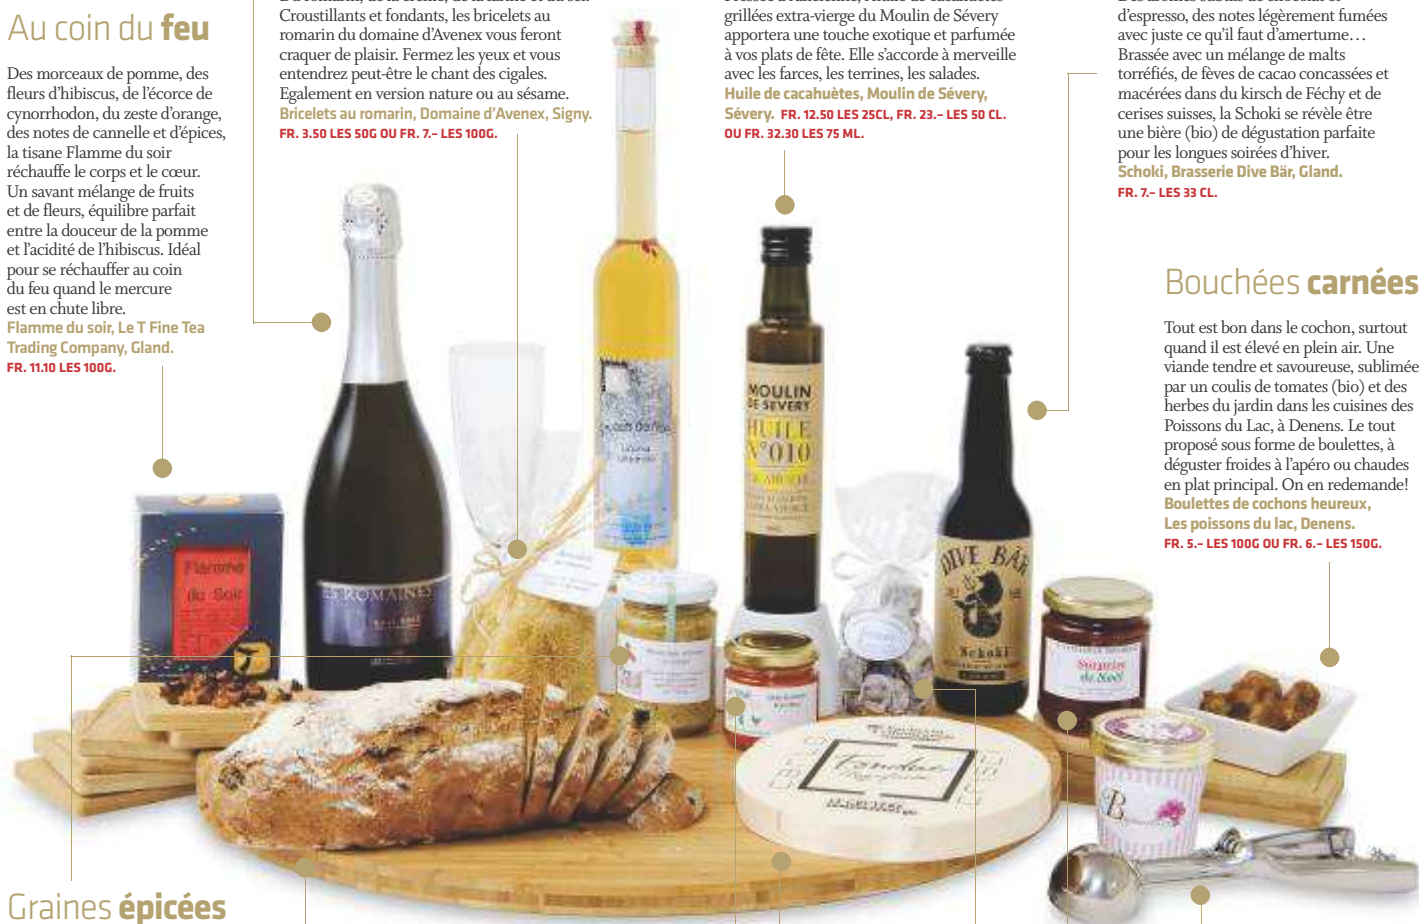 Au coin du feu
Des morceaux de pomme, des
fleurs d'hibiscus, de l'écorce de
cynorrhodon, du zeste d'orange,
des notes de cannelle et d'épices,
la tisane Flamme du soir
réchauffe le corps et le cœur.
Un savant mélange de fruits
et de fleurs, équilibre parfait
entre la douceur de la pomme
et l'acidité de l'hibiscus. Idéal
pour se réchauffer au coin
du feu quand le mercure
est en chute libre.
Flamme du soir, Le T Fine Tea
Trading Company, Gland.
FR. 11.10 LES 100G.
Croustillants et fondants, les bricelets au
romarin du domaine d'Avenex vous feront
craquer de plaisir. Fermez les yeux et vous
entendrez peut-être le chant des cigales.
Egalement en version nature ou au sésame.
Bricelets au romarin, Domaine d'Avenex, Signy.
FR. 3.50 LES 50G OU FR. 7.– LES 100G.
grillées extra-vierge du Moulin de Sévery
apportera une touche exotique et parfumée
à vos plats de fête. Elle s'accorde à merveille
avec les farces, les terrines, les salades.
Huile de cacahuètes, Moulin de Sévery,
Sévery. FR. 12.50 LES 25CL, FR. 23.– LES 50 CL.
OU FR. 32.30 LES 75 ML.
d'espresso, des notes légèrement fumées
avec juste ce qu'il faut d'amertume…
Brassée avec un mélange de malts
torréfiés, de fèves de cacao concassées et
macérées dans du kirsch de Féchy et de
cerises suisses, la Schoki se révèle être
une bière (bio) de dégustation parfaite
pour les longues soirées d'hiver.
Schoki, Brasserie Dive Bär, Gland.
FR. 7.– LES 33 CL.
Bouchées carnées
Tout est bon dans le cochon, surtout
quand il est élevé en plein air. Une
viande tendre et savoureuse, sublimée
par un coulis de tomates (bio) et des
herbes du jardin dans les cuisines des
Poissons du Lac, à Denens. Le tout
proposé sous forme de boulettes, à
déguster froides à l'apéro ou chaudes
en plat principal. On en redemande!
Boulettes de cochons heureux,
Les poissons du lac, Denens.
FR. 5.– LES 100G OU FR. 6.– LES 150G.
Flamme
du Soir
ROMAINES
MOULIN
DE SEVERY
HUILE
N°010
DIVE BÄR
Schoki
Surprise
de Noël
Fondue
B
Graines épicées